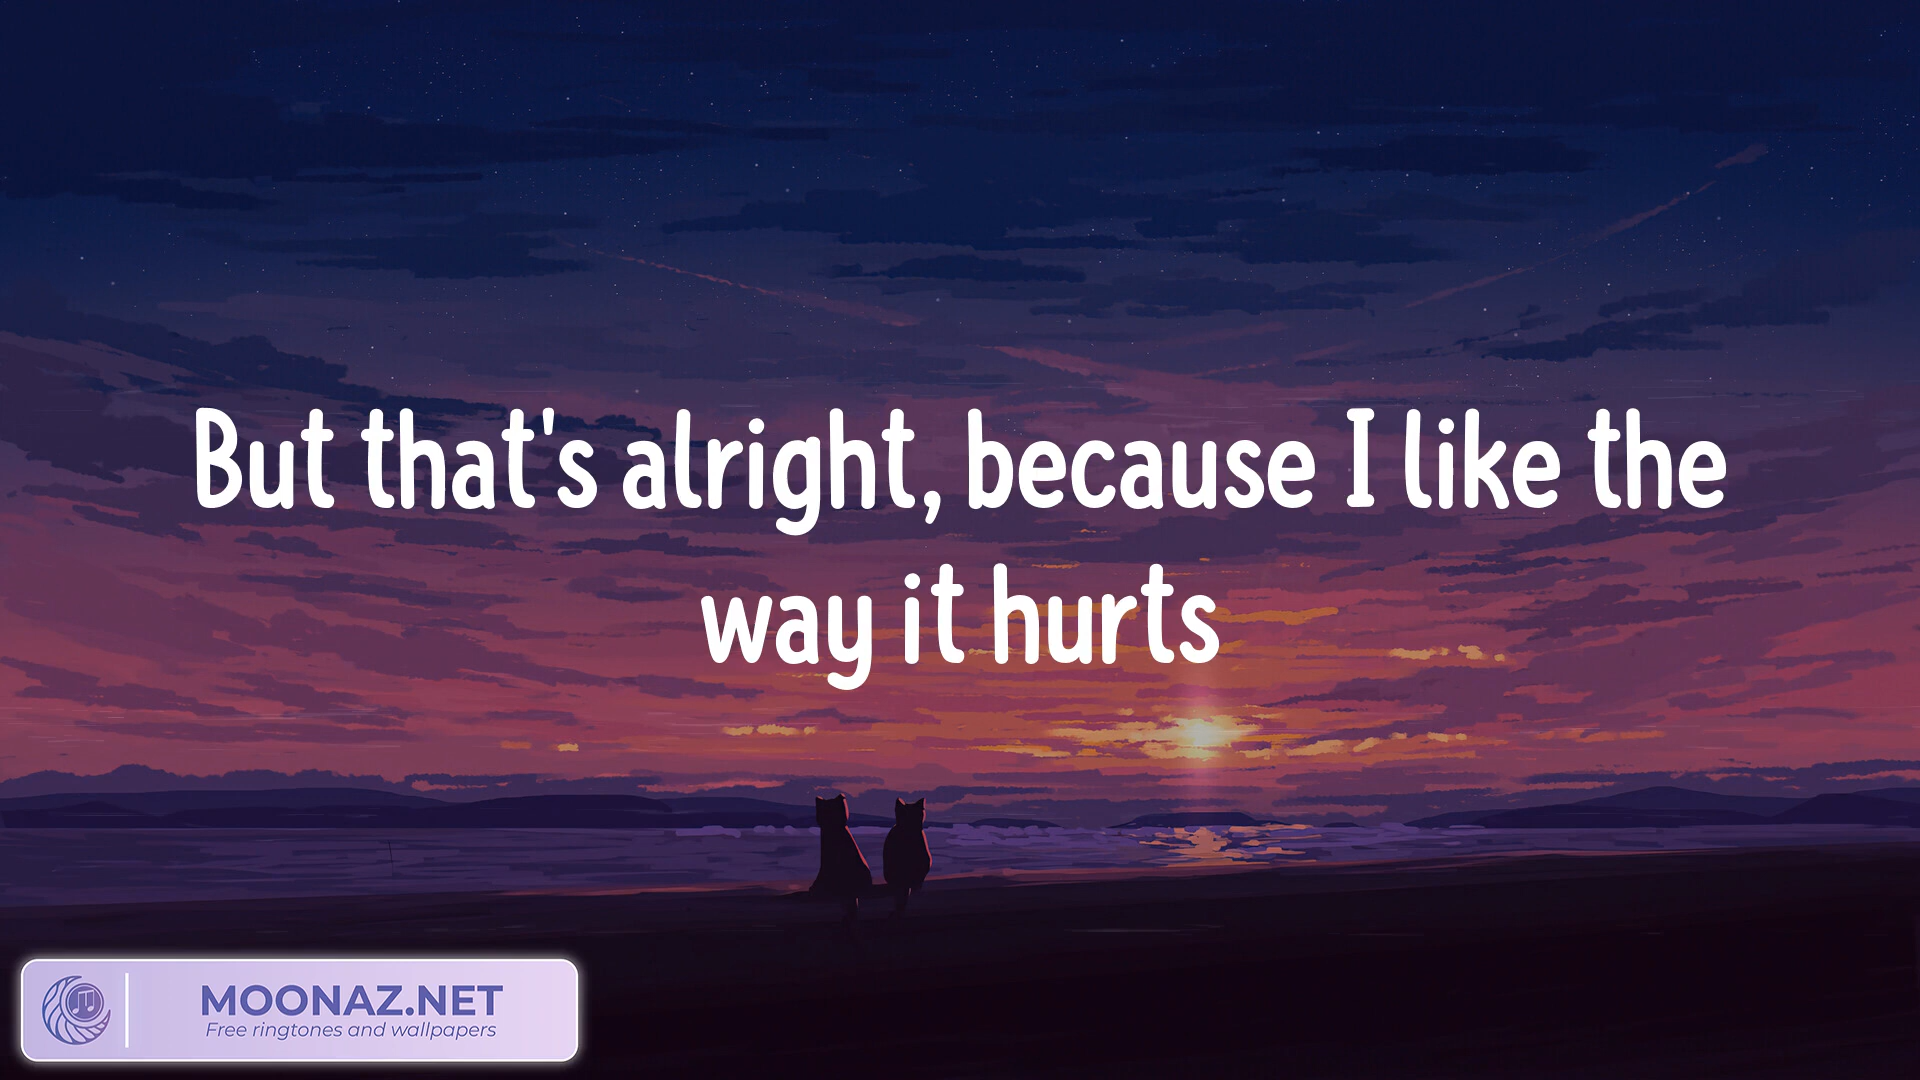 But that's alright, because I like the
way it hurts
MOONAZ.NET
Free ringtones and wallpapers